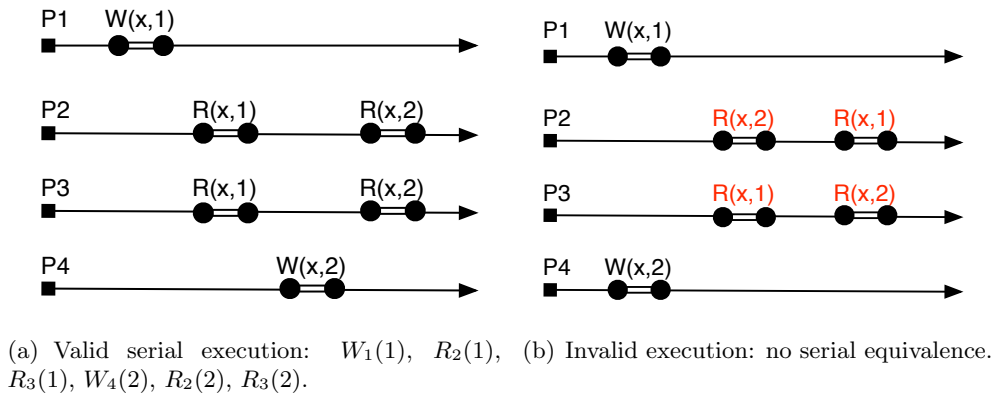 P1 W(x,1)
P2 R(x,1) R(x,2)
P3 R(x,1) R(x,2)
P4 W(x,2)
(a) Valid serial execution: W₁(1), R₂(1),
R₃(1), W₄(2), R₂(2), R₃(2).
P1 W(x,1)
P2 R(x,2) R(x,1)
P3 R(x,1) R(x,2)
P4 W(x,2)
(b) Invalid execution: no serial equivalence.